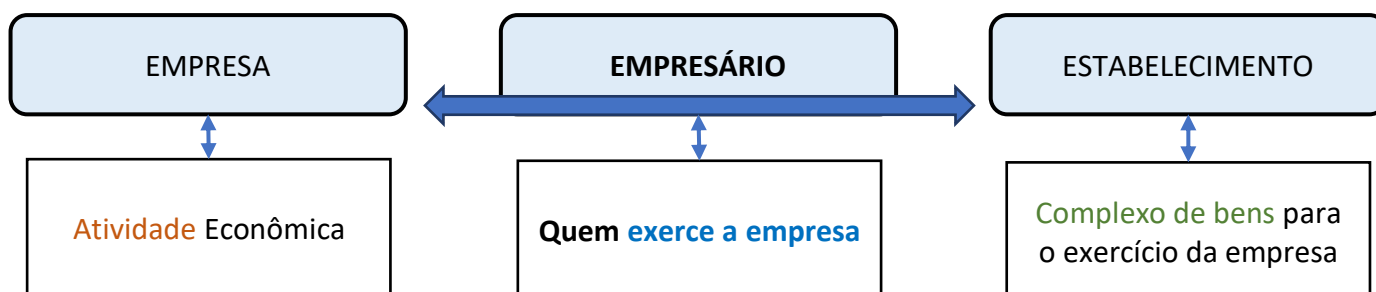 EMPRESA
EMPRESÁRIO
ESTABELECIMENTO
Atividade Econômica
Quem exerce a empresa
Complexo de bens para
o exercício da empresa